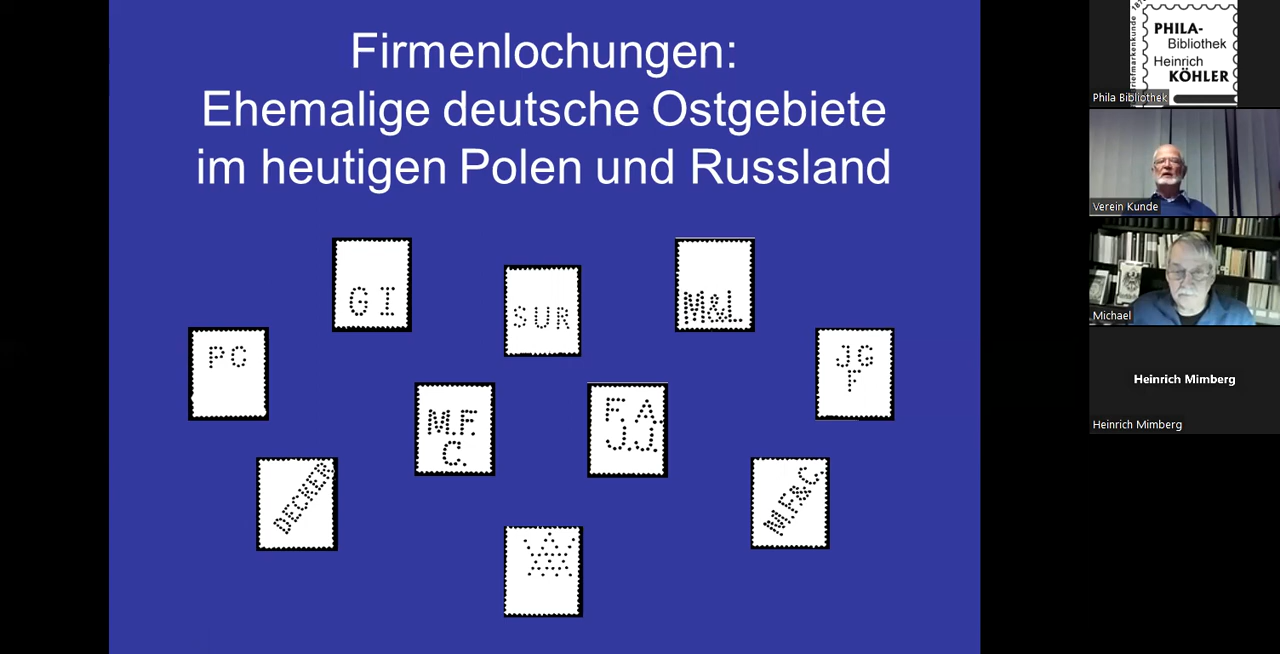 Firmenlochungen:
Ehemalige deutsche Ostgebiete
im heutigen Polen und Russland
G I
SUR
M&L
PC
JG
F
M.F.
C.
F.A.
J.J.
DECKER
PHILA-
Bibliothek
Heinrich
KÖHLER
Phila Bibliothek
Verein Kunde
Michael
Heinrich Mimberg
Heinrich Mimberg